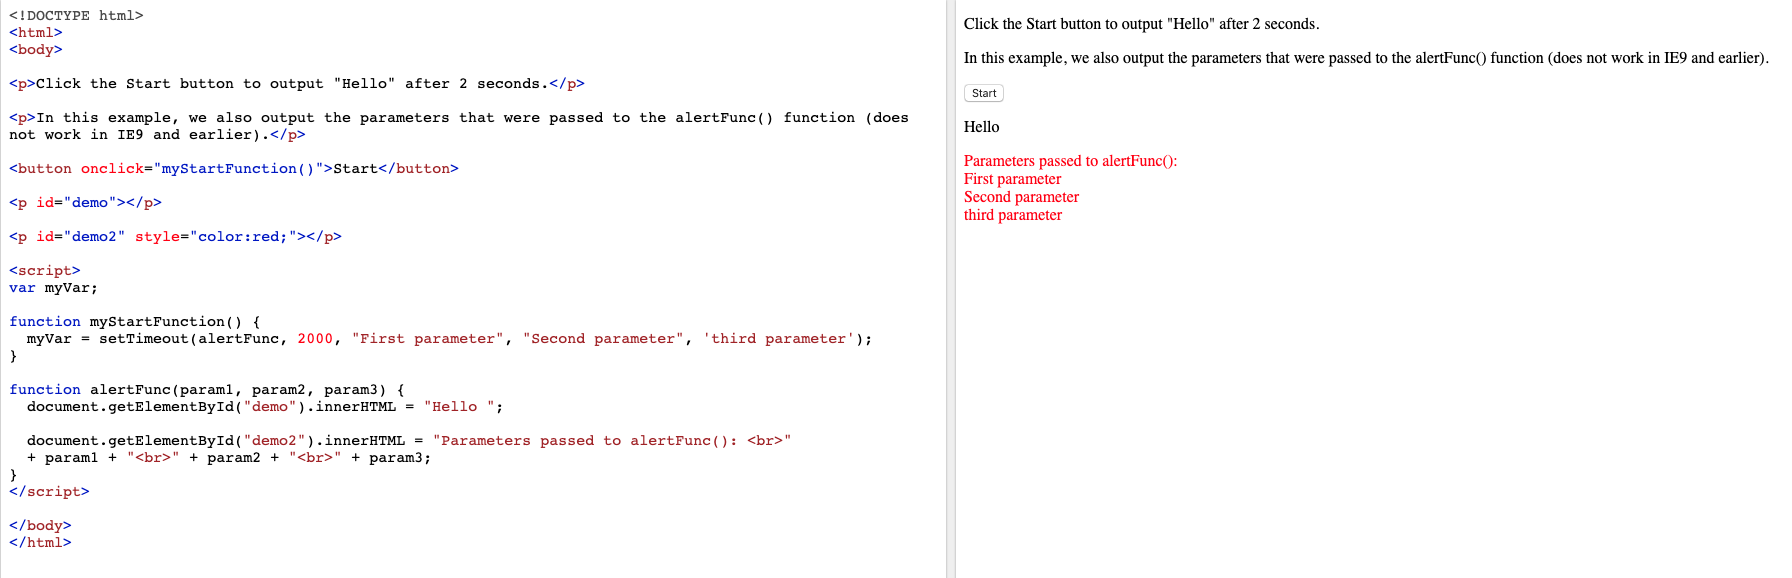 <!DOCTYPE html>
<html>
<body>
<p>Click the Start button to output "Hello" after 2 seconds.</p>
<p>In this example, we also output the parameters that were passed to the alertFunc() function (does
not work in IE9 and earlier).</p>
<button onclick="myStartFunction()">Start</button>
<p id="demo"></p>
<p id="demo2" style="color:red;"></p>
<script>
var myVar;
function myStartFunction() {
  myVar = setTimeout(alertFunc, 2000, "First parameter", "Second parameter", 'third parameter');
}
function alertFunc(param1, param2, param3) {
  document.getElementById("demo").innerHTML = "Hello ";
  document.getElementById("demo2").innerHTML = "Parameters passed to alertFunc(): <br>"
  + param1 + "<br>" + param2 + "<br>" + param3;
}
</script>
</body>
</html>
Click the Start button to output "Hello" after 2 seconds.
In this example, we also output the parameters that were passed to the alertFunc() function (does not work in IE9 and earlier).
Start
Hello
Parameters passed to alertFunc():
First parameter
Second parameter
third parameter